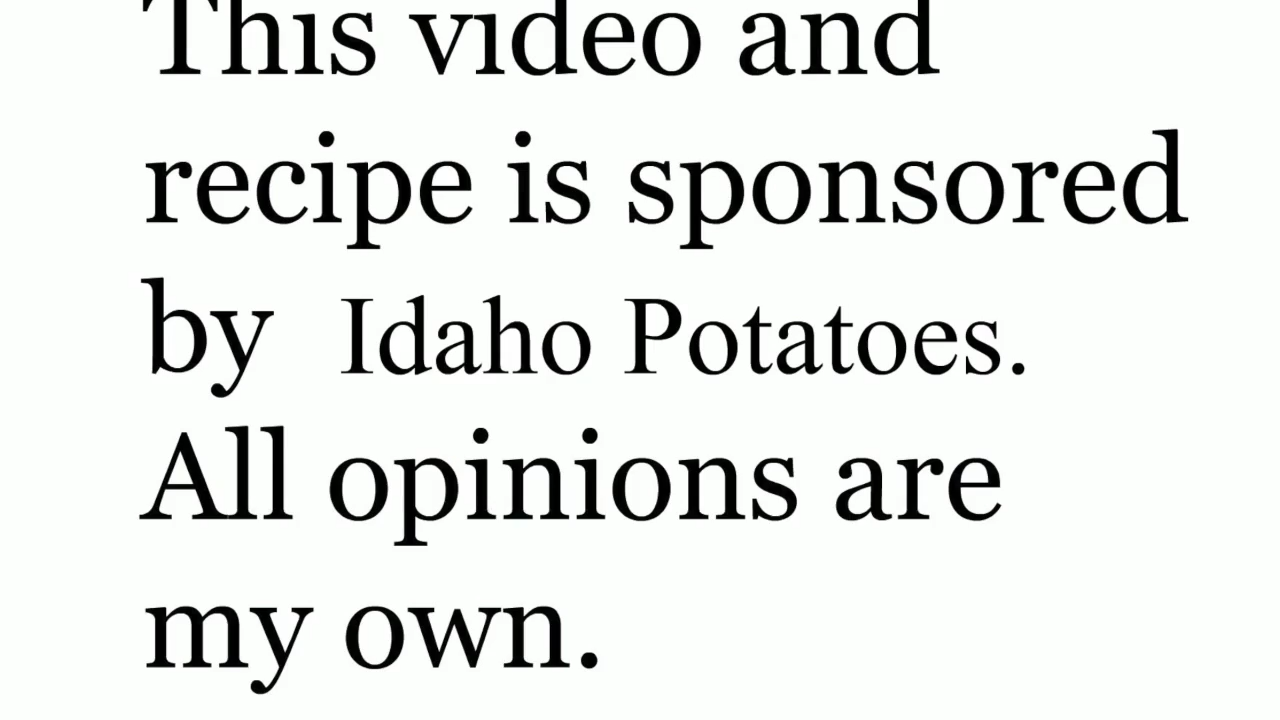 This video and
recipe is sponsored
by Idaho Potatoes.
All opinions are
my own.